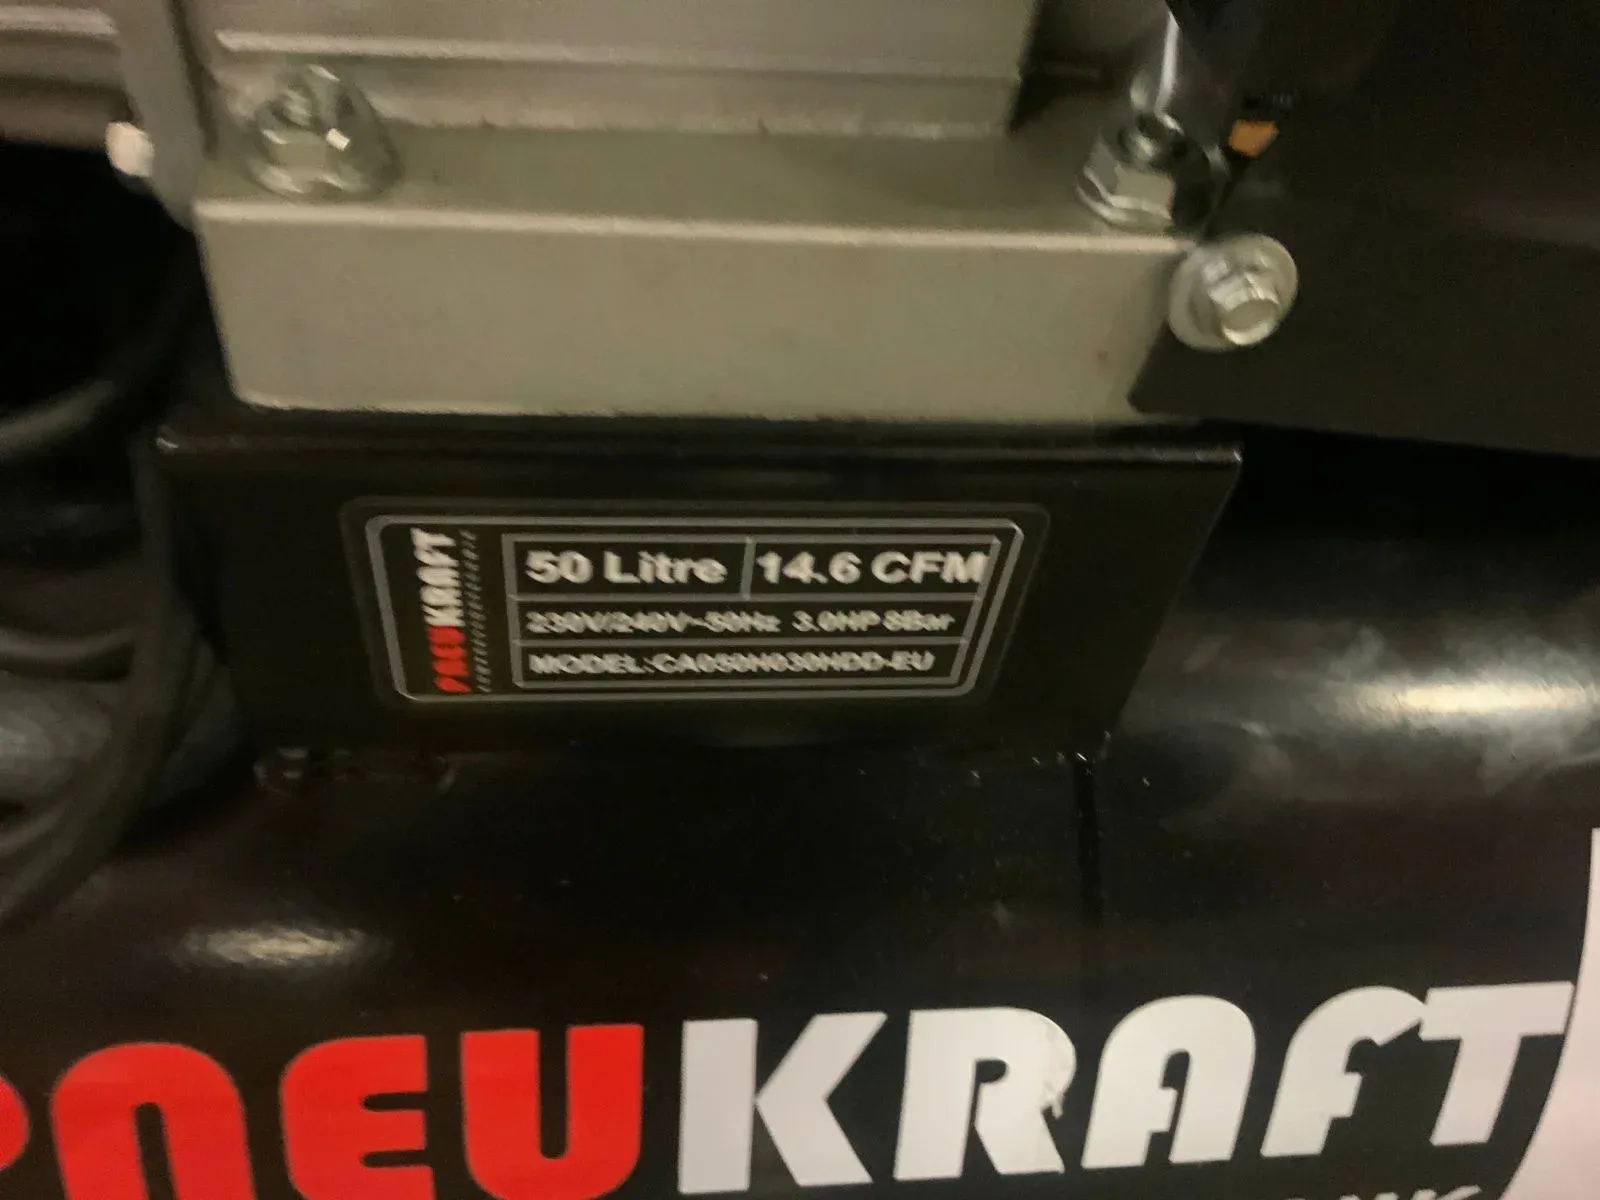 PNEUKRAFT
50 Litre 14.6 CFM
230V/240V~50Hz 3.0HP 8Bar
MODEL:CA050H030HDD-EU
PNEUKRAFT